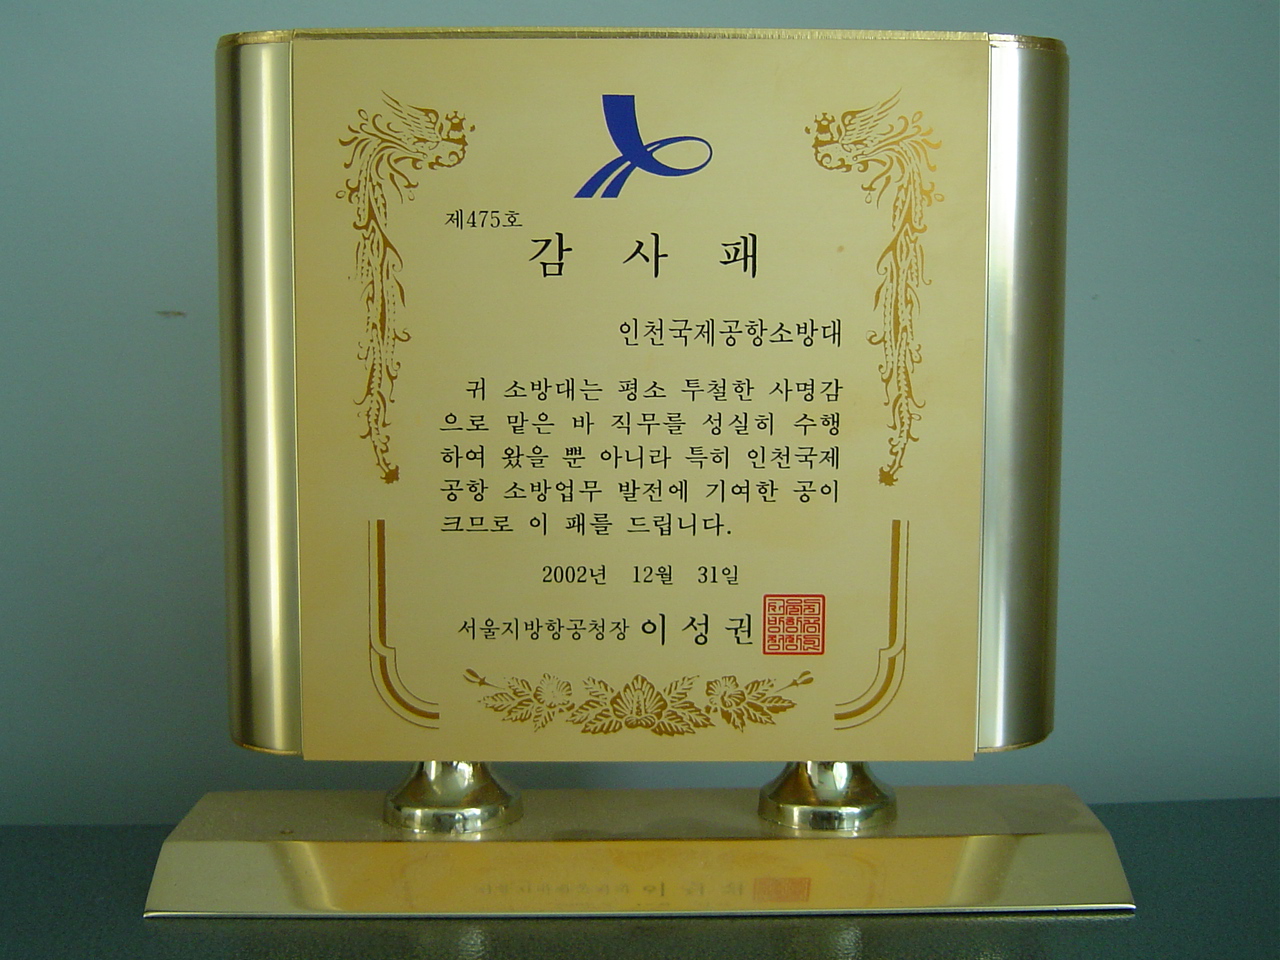 제475호
감 사 패
인천국제공항소방대
귀 소방대는 평소 투철한 사명감
으로 맡은 바 직무를 성실히 수행
하여 왔을 뿐 아니라 특히 인천국제
공항 소방업무 발전에 기여한 공이
크므로 이 패를 드립니다.
2002년 12월 31일
서울지방항공청장 이 성 권